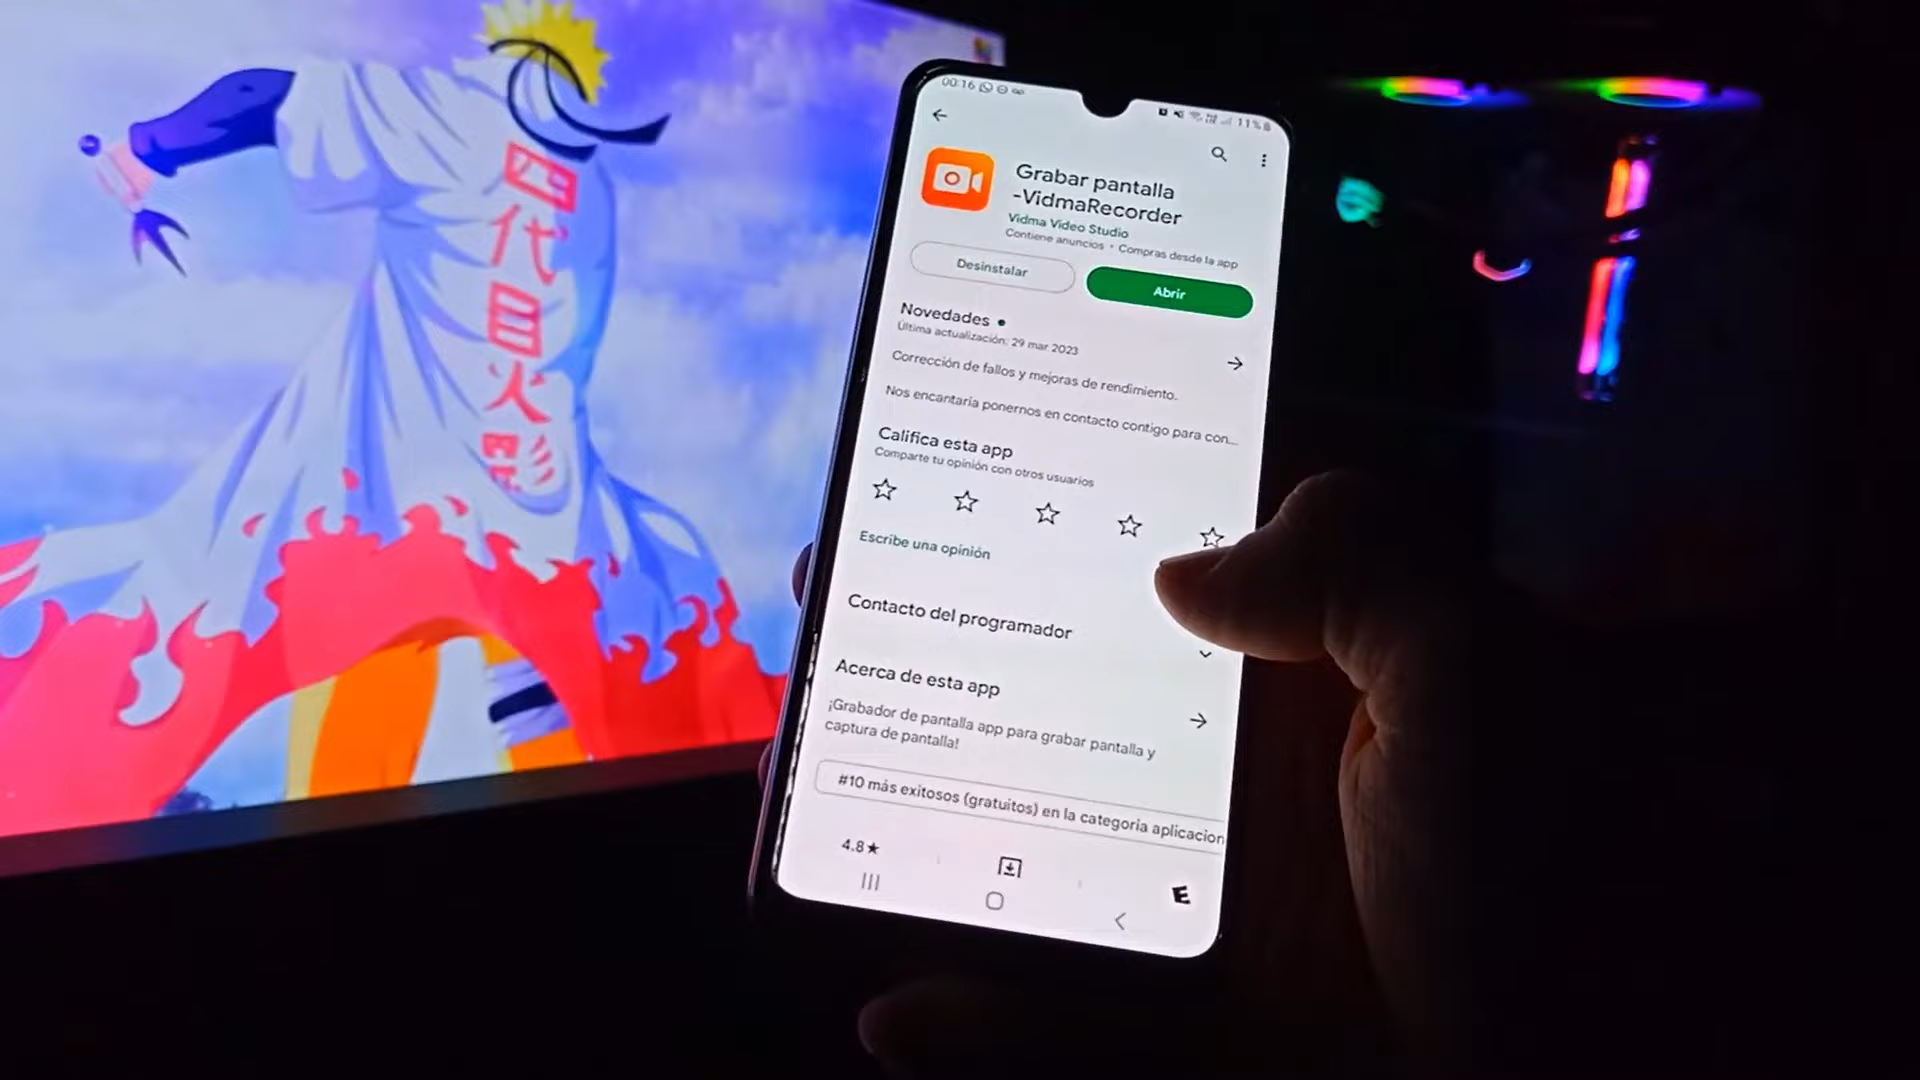 四代目火影
00:16
11%
Grabar pantalla
-VidmaRecorder
Vidma Video Studio
Contiene anuncios • Compras desde la app
Desinstalar
Abrir
Novedades •
Última actualización: 29 mar 2023
Corrección de fallos y mejoras de rendimiento.
Nos encantaría ponernos en contacto contigo para con...
Califica esta app
Comparte tu opinión con otros usuarios
Escribe una opinión
Contacto del programador
Acerca de esta app
¡Grabador de pantalla app para grabar pantalla y
captura de pantalla!
#10 más exitosos (gratuitos) en la categoría aplicacion
4.8★
E